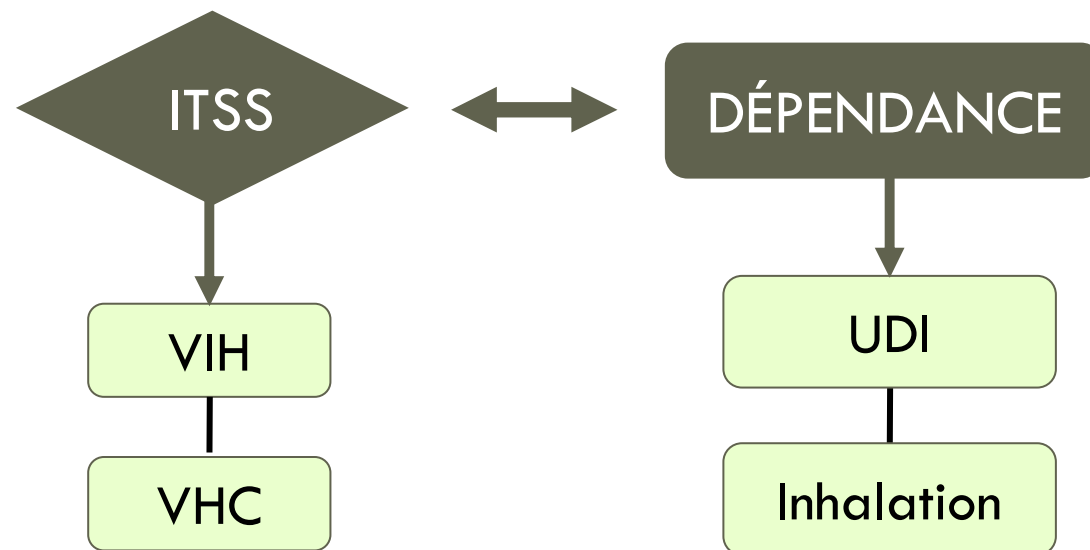 ITSS
DÉPENDANCE
VIH
UDI
VHC
Inhalation